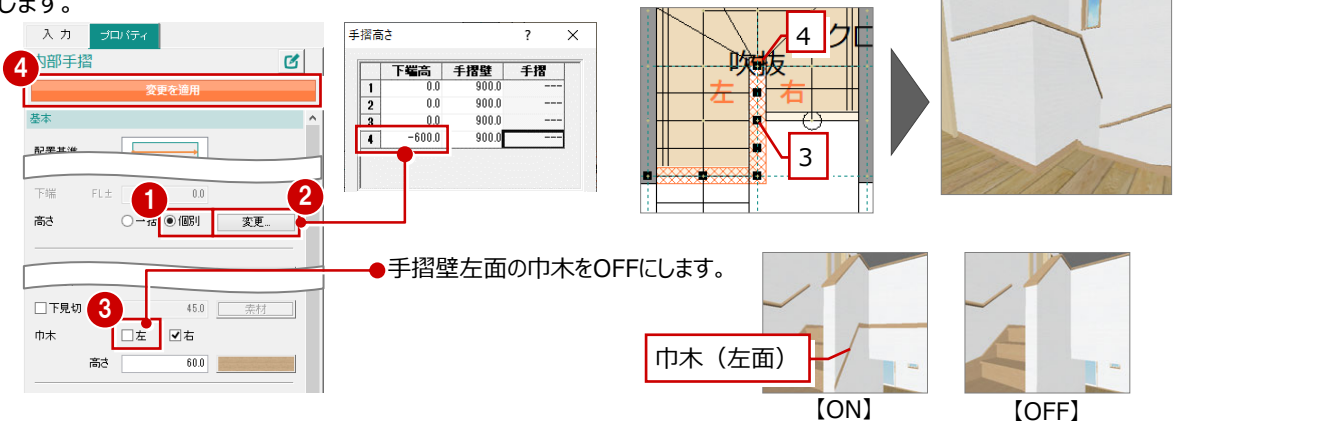 します。
入 力
プロパティ
4
内部手摺
変更を適用
基本
配置基準
下端 FL± 0.0
1
2
高さ 一括 個別 変更...
3
下見切 45.0 素材
巾木 左 右
高さ 60.0
手摺高さ ? ×
下端高 手摺壁 手摺
1 0.0 900.0 ---
2 0.0 900.0 ---
3 0.0 900.0 ---
4 -600.0 900.0 ---
手摺壁左面の巾木をOFFにします。
4
吹抜
左 右
3
巾木（左面）
【ON】
【OFF】